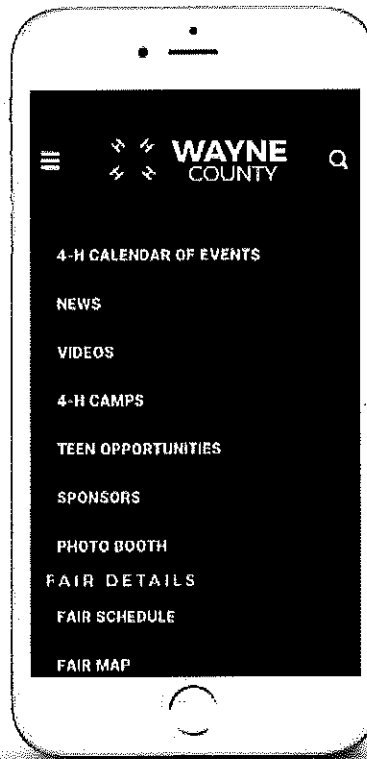 WAYNE
COUNTY
4-H CALENDAR OF EVENTS
NEWS
VIDEOS
4-H CAMPS
TEEN OPPORTUNITIES
SPONSORS
PHOTO BOOTH
FAIR DETAILS
FAIR SCHEDULE
FAIR MAP